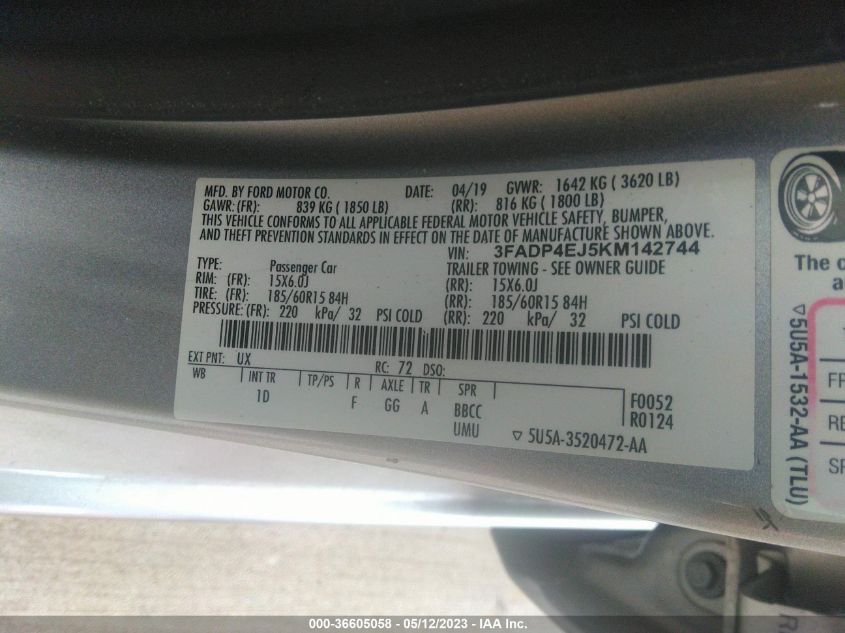 MFD. BY FORD MOTOR CO. DATE: 04/19 GVWR: 1642 KG ( 3620 LB)
GAWR: (FR): 839 KG ( 1850 LB) (RR): 816 KG ( 1800 LB)
THIS VEHICLE CONFORMS TO ALL APPLICABLE FEDERAL MOTOR VEHICLE SAFETY, BUMPER,
AND THEFT PREVENTION STANDARDS IN EFFECT ON THE DATE OF MANUFACTURE SHOWN ABOVE.
VIN: 3FADP4EJ5KM142744
TYPE: Passenger Car TRAILER TOWING - SEE OWNER GUIDE
RIM: (FR): 15X6.0J (RR): 15X6.0J
TIRE: (FR): 185/60R15 84H (RR): 185/60R15 84H
PRESSURE: (FR): 220 kPa/ 32 PSI COLD (RR): 220 kPa/ 32 PSI COLD
EXT PNT: UX RC: 72 DSO:
WB INT TR TP/PS R AXLE TR SPR F0052
1D F GG A BBCC R0124
UMU ▽ 5U5A-3520472-AA
The c
a
▽5U5A-1532-AA (TLU)
FR
RE
SP
000-36605058 - 05/12/2023 - IAA Inc.